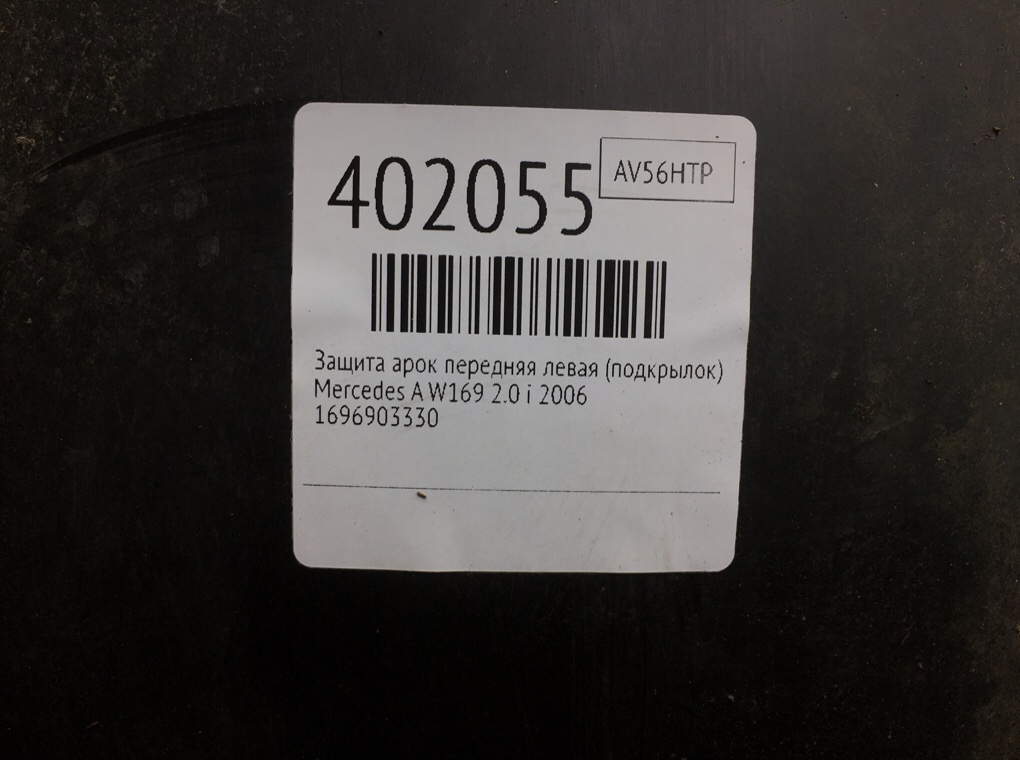 402055
AV56HTP
Защита арок передняя левая (подкрылок)
Mercedes A W169 2.0 i 2006
1696903330